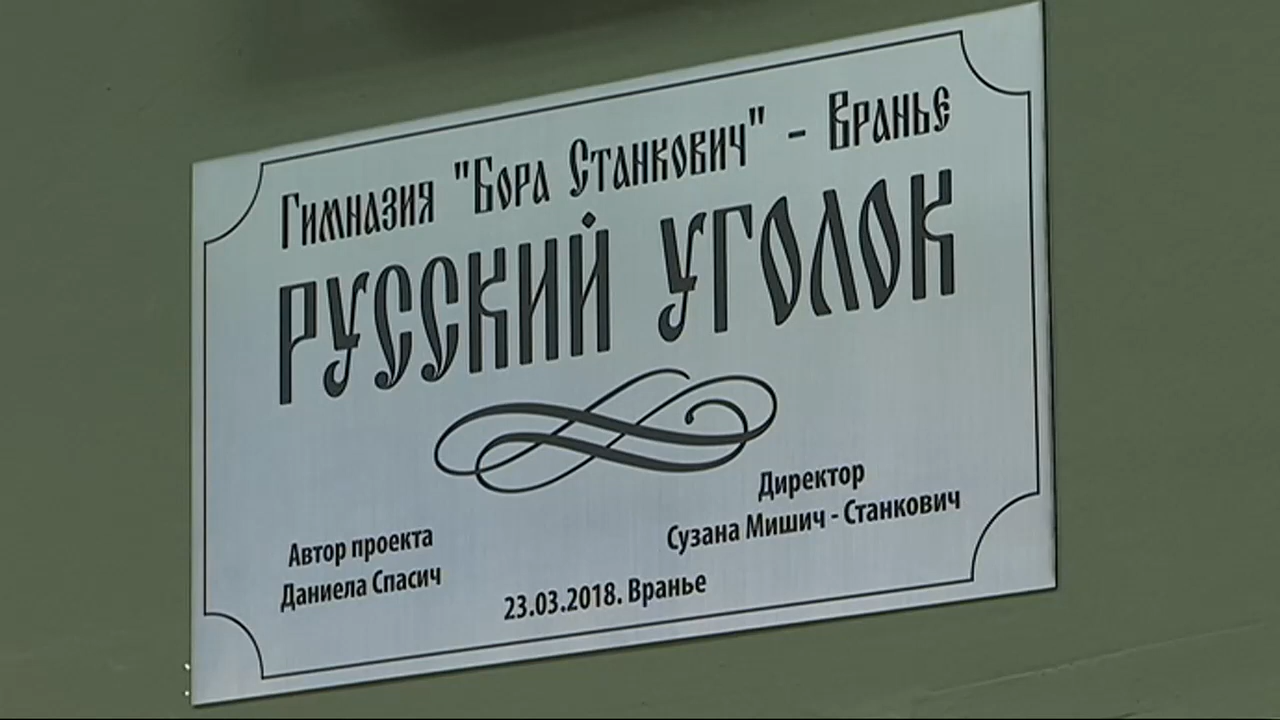 Гимназия "Бора Станкович" - Вранье
РУССКИЙ УГОЛОК
Директор
Сузана Мишич - Станкович
Автор проекта
Даниела Спасич
23.03.2018. Вранье